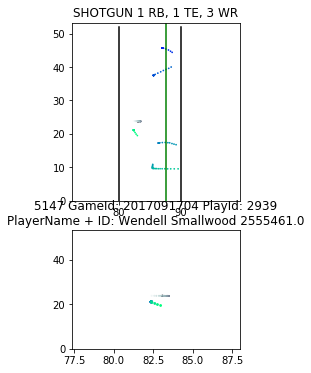 SHOTGUN 1 RB, 1 TE, 3 WR
50
40
30
20
10
0
80 90
5147 GameId: 2017091704 PlayId: 2939
PlayerName + ID: Wendell Smallwood 2555461.0
40
20
0
77.5 80.0 82.5 85.0 87.5